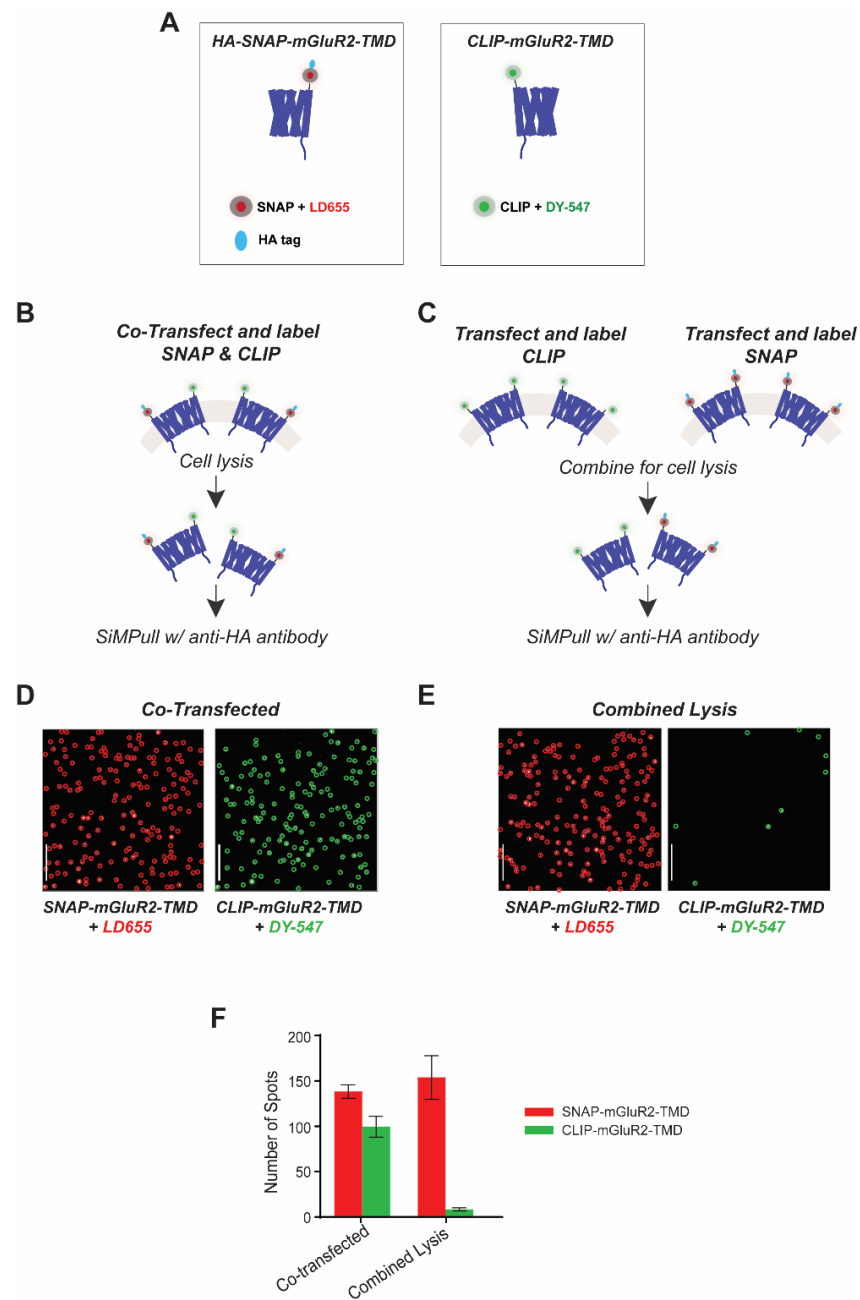 A
HA-SNAP-mGluR2-TMD
CLIP-mGluR2-TMD
SNAP + LD655
HA tag
CLIP + DY-547
B
Co-Transfect and label
SNAP & CLIP
Cell lysis
SiMPull w/ anti-HA antibody
C
Transfect and label
CLIP
Transfect and label
SNAP
Combine for cell lysis
SiMPull w/ anti-HA antibody
D
Co-Transfected
SNAP-mGluR2-TMD
+ LD655
CLIP-mGluR2-TMD
+ DY-547
E
Combined Lysis
SNAP-mGluR2-TMD
+ LD655
CLIP-mGluR2-TMD
+ DY-547
F
Number of Spots
200
150
100
50
0
Co-transfected
Combined Lysis
SNAP-mGluR2-TMD
CLIP-mGluR2-TMD